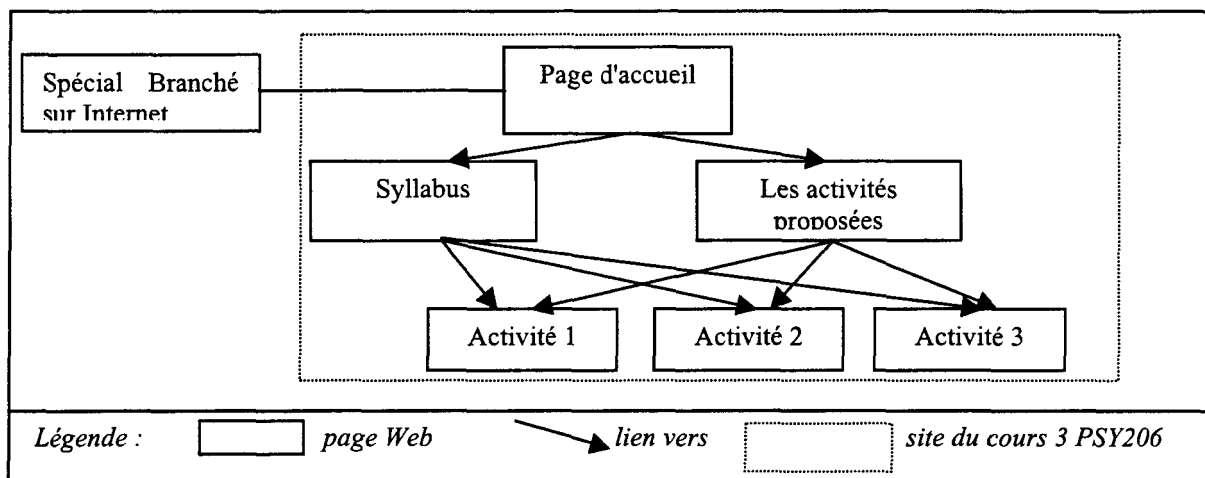 Spécial Branché
sur Internet
Page d'accueil
Syllabus
Les activités
proposées
Activité 1
Activité 2
Activité 3
Légende :
page Web
lien vers
site du cours 3 PSY206